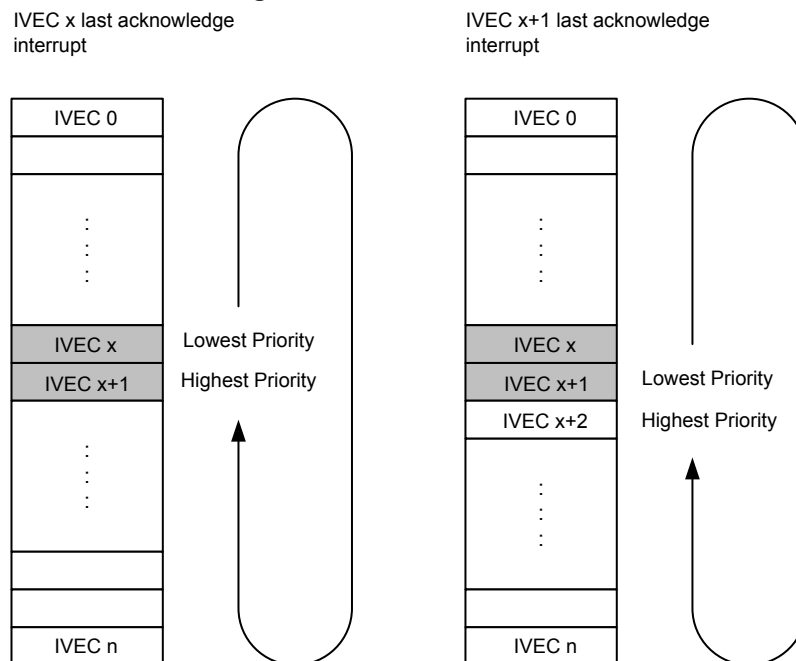 IVEC x last acknowledge
interrupt
IVEC 0
.
.
.
IVEC x
Lowest Priority
IVEC x+1
Highest Priority
.
.
.
IVEC n
IVEC x+1 last acknowledge
interrupt
IVEC 0
.
.
.
IVEC x
IVEC x+1
Lowest Priority
IVEC x+2
Highest Priority
.
.
.
IVEC n